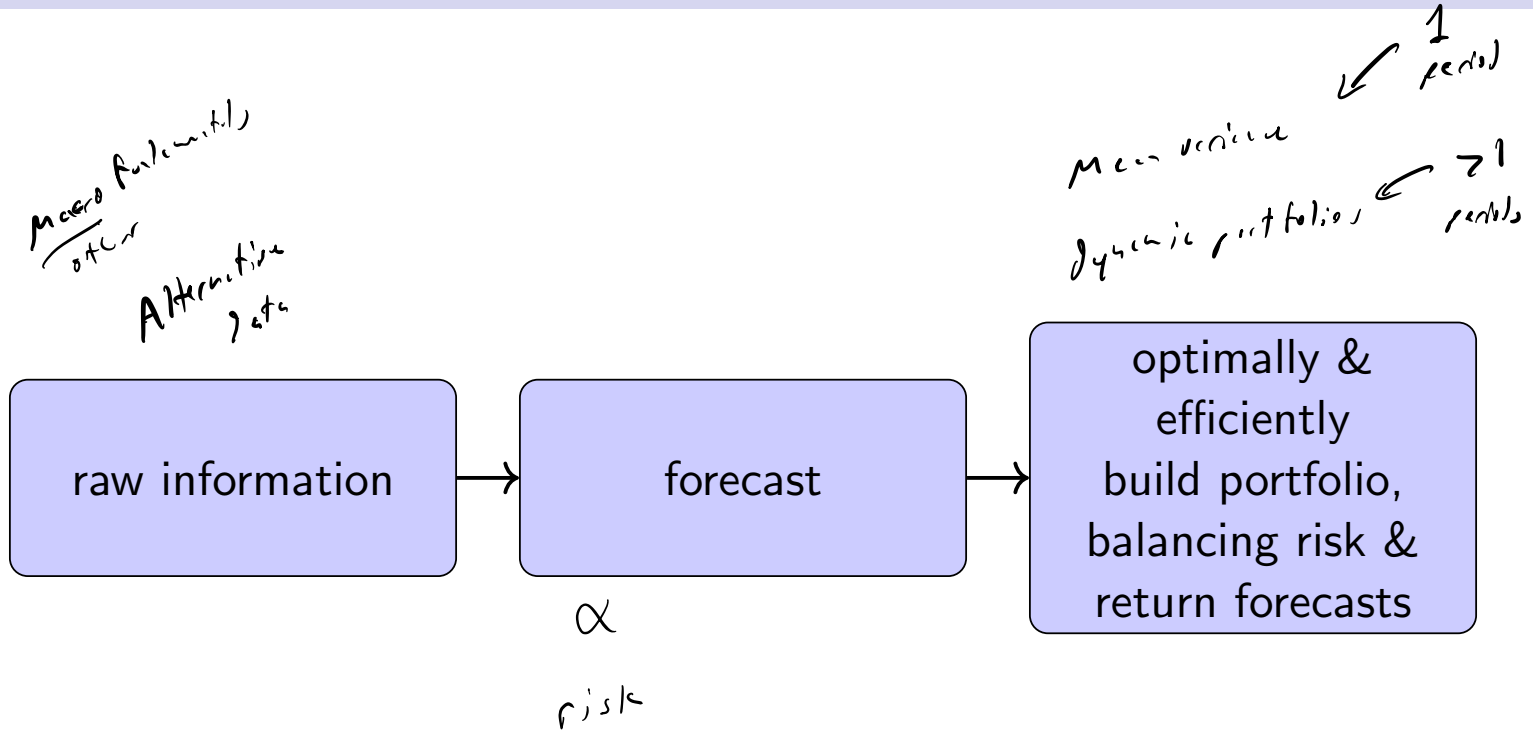 Macro Fundamentals
other
Alternative
data
1
period
Mean variance
>1
periods
dynamic portfolios
raw information
forecast
optimally &
efficiently
build portfolio,
balancing risk &
return forecasts
α
risk